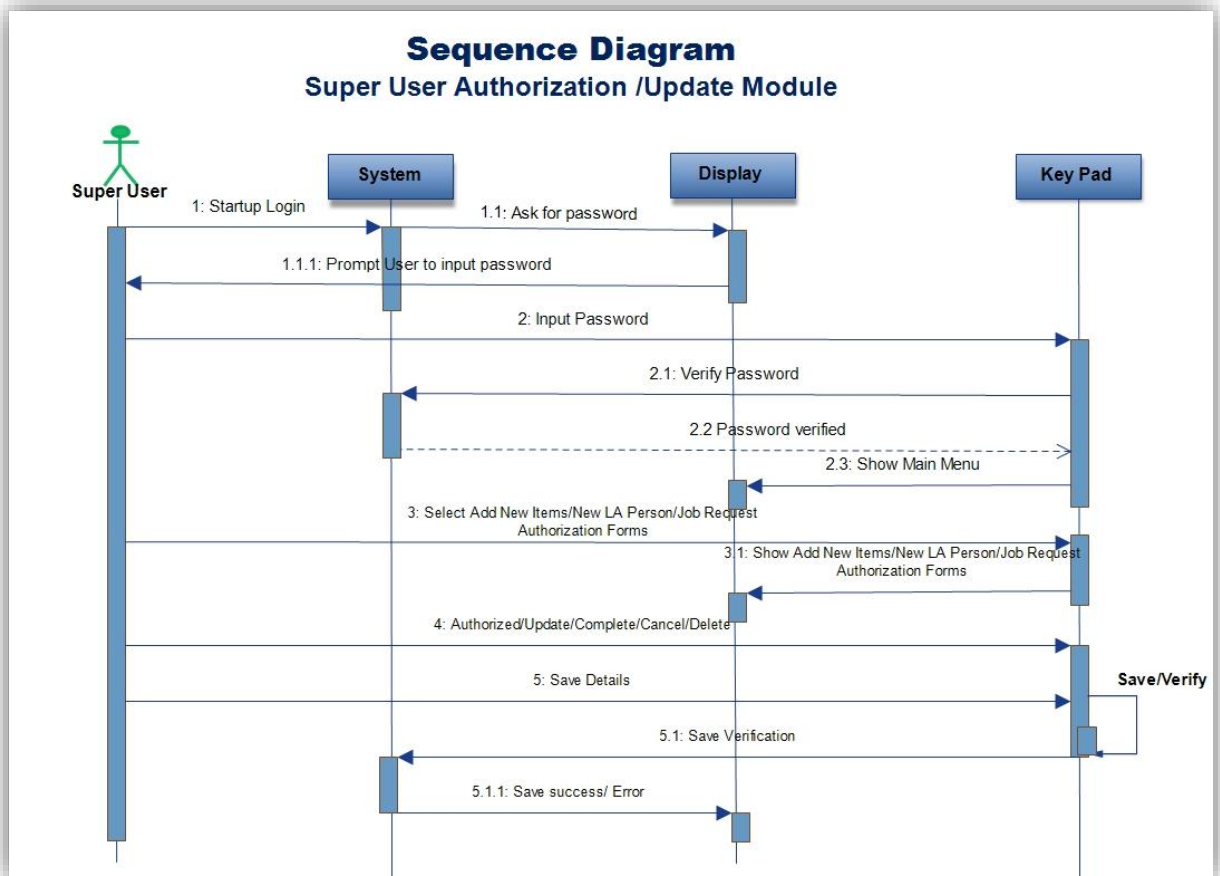 Sequence Diagram
Super User Authorization /Update Module
Super User
System
Display
Key Pad
1: Startup Login
1.1: Ask for password
1.1.1: Prompt User to input password
2: Input Password
2.1: Verify Password
2.2 Password verified
2.3: Show Main Menu
3: Select Add New Items/New LA Person/Job Request
Authorization Forms
3.1: Show Add New Items/New LA Person/Job Request
Authorization Forms
4: Authorized/Update/Complete/Cancel/Delete
5: Save Details
Save/Verify
5.1: Save Verification
5.1.1: Save success/ Error